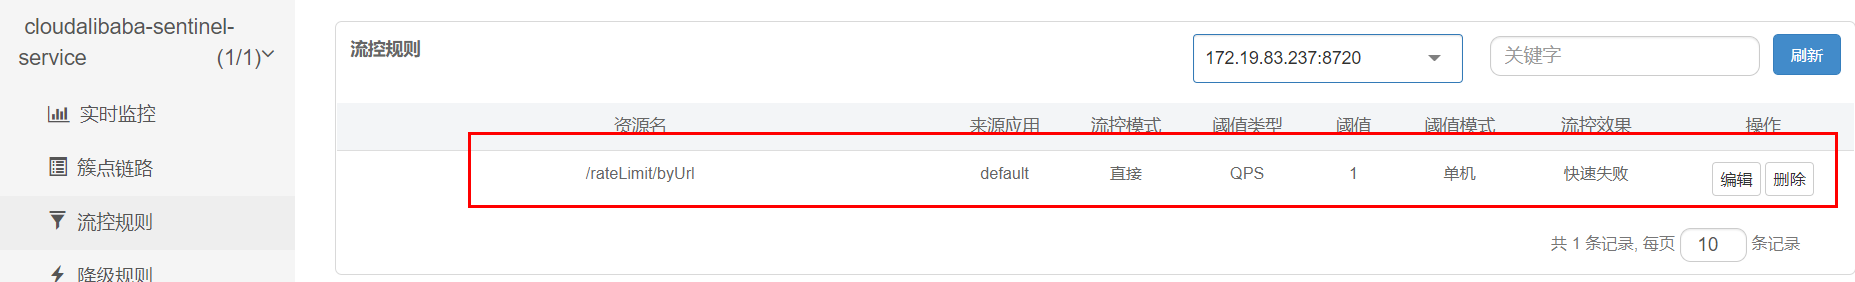 cloudalibaba-sentinel-
service (1/1)
实时监控
簇点链路
流控规则
降级规则
流控规则 172.19.83.237:8720 关键字 刷新
资源名 来源应用 流控模式 阈值类型 阈值 阈值模式 流控效果 操作
/rateLimit/byUrl default 直接 QPS 1 单机 快速失败 编辑 删除
共 1 条记录, 每页 10 条记录